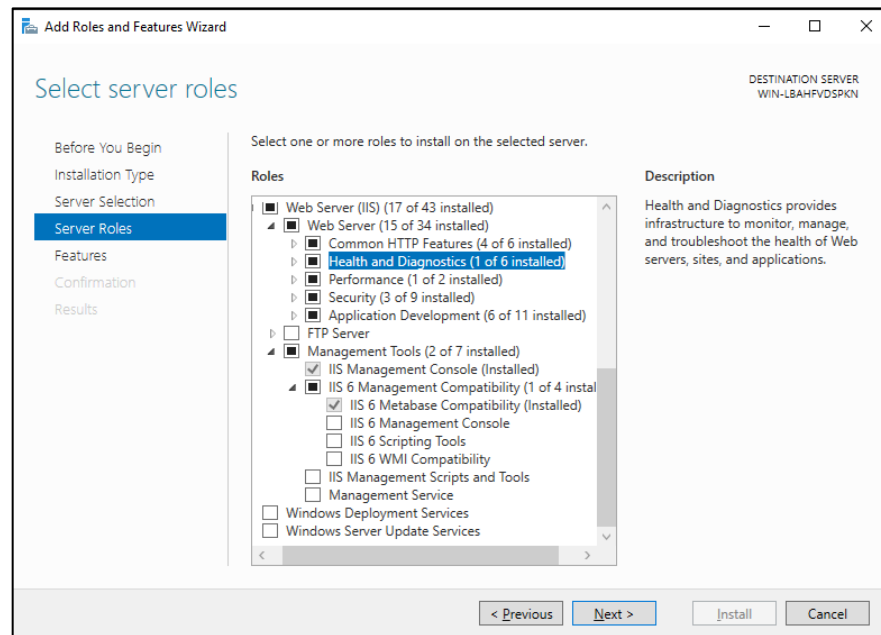 Add Roles and Features Wizard
Select server roles
DESTINATION SERVER
WIN-LBAHFVDSPKN
Before You Begin
Installation Type
Server Selection
Server Roles
Features
Confirmation
Results
Select one or more roles to install on the selected server.
Roles
Web Server (IIS) (17 of 43 installed)
Web Server (15 of 34 installed)
Common HTTP Features (4 of 6 installed)
Health and Diagnostics (1 of 6 installed)
Performance (1 of 2 installed)
Security (3 of 9 installed)
Application Development (6 of 11 installed)
FTP Server
Management Tools (2 of 7 installed)
IIS Management Console (Installed)
IIS 6 Management Compatibility (1 of 4 instal
IIS 6 Metabase Compatibility (Installed)
IIS 6 Management Console
IIS 6 Scripting Tools
IIS 6 WMI Compatibility
IIS Management Scripts and Tools
Management Service
Windows Deployment Services
Windows Server Update Services
Description
Health and Diagnostics provides
infrastructure to monitor, manage,
and troubleshoot the health of Web
servers, sites, and applications.
< Previous
Next >
Install
Cancel